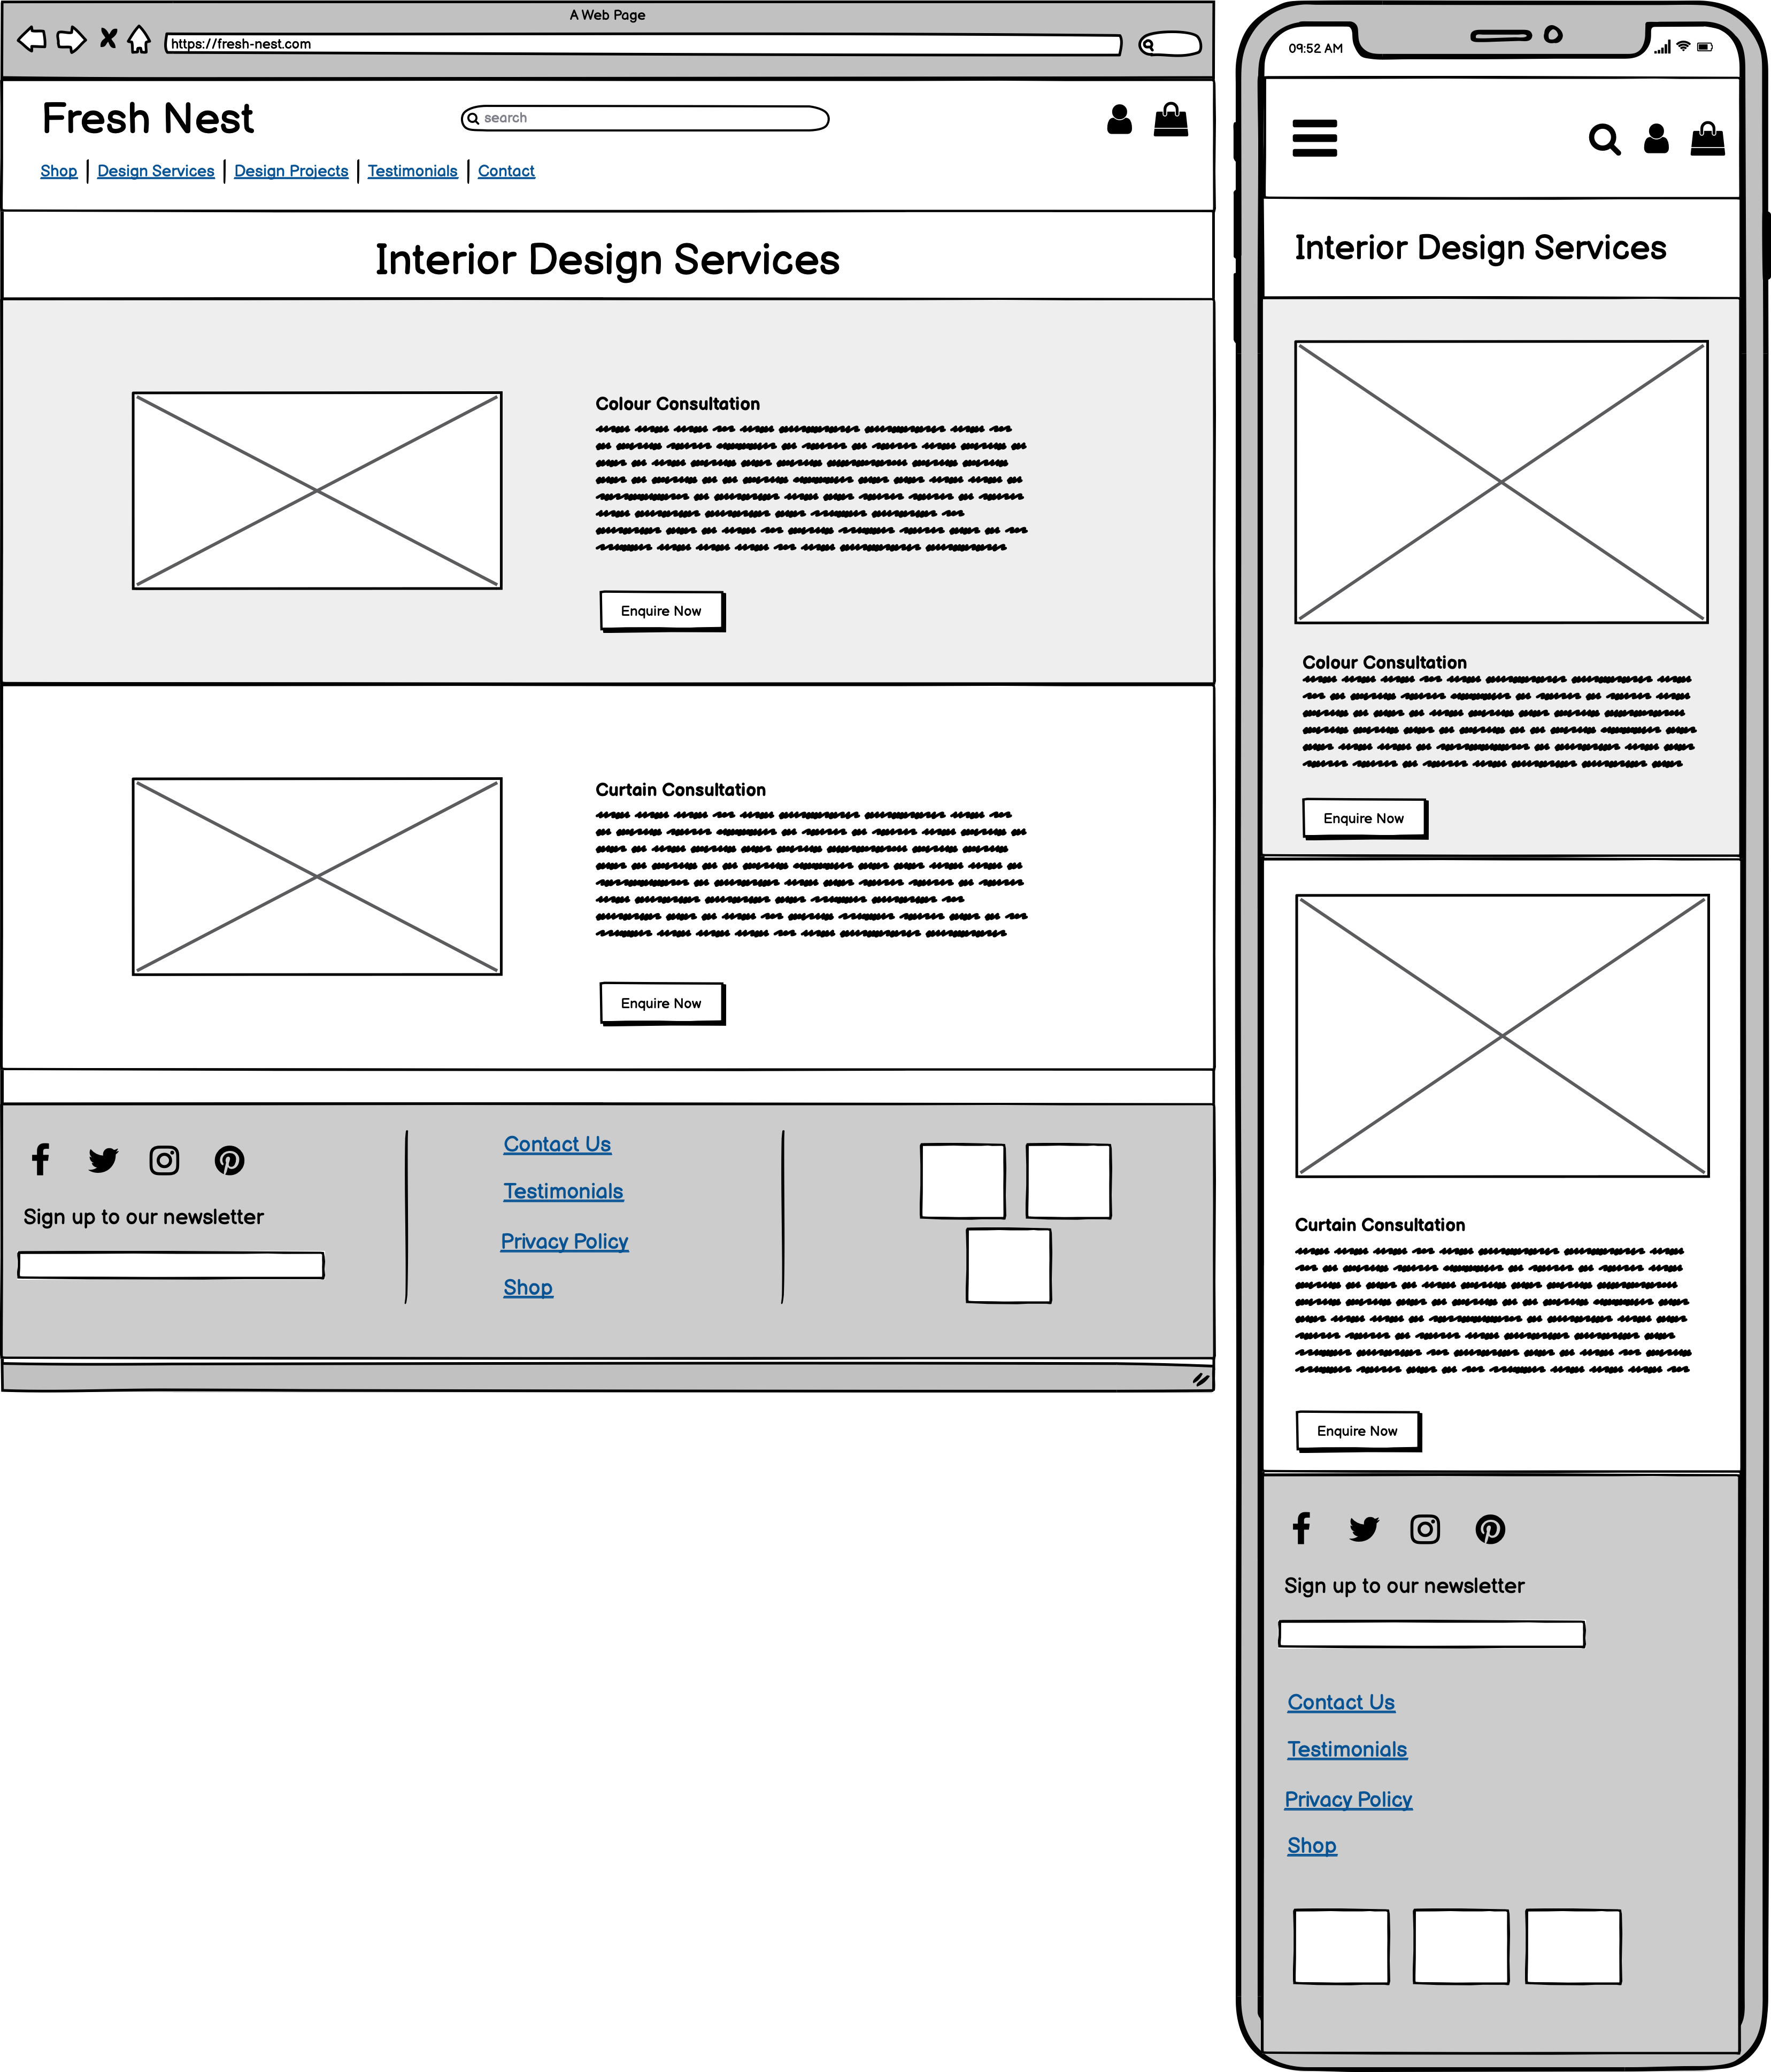 A Web Page
https://fresh-nest.com
Fresh Nest
search
Shop | Design Services | Design Projects | Testimonials | Contact
Interior Design Services
Colour Consultation
Enquire Now
Curtain Consultation
Enquire Now
Sign up to our newsletter
Contact Us
Testimonials
Privacy Policy
Shop
09:52 AM
Interior Design Services
Colour Consultation
Enquire Now
Curtain Consultation
Enquire Now
Sign up to our newsletter
Contact Us
Testimonials
Privacy Policy
Shop